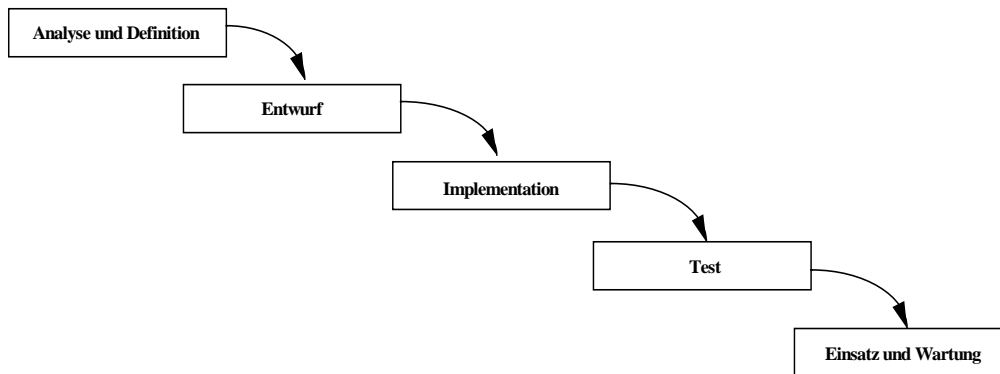 Analyse und Definition
Entwurf
Implementation
Test
Einsatz und Wartung